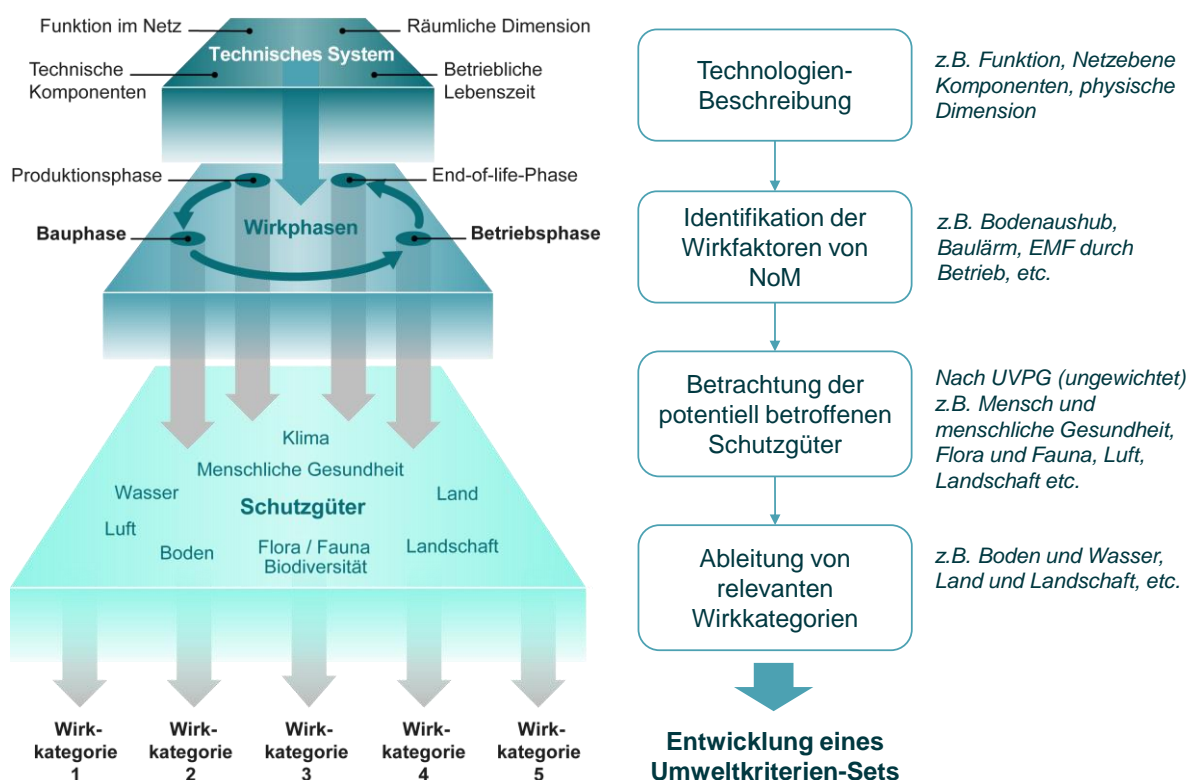 Funktion im Netz
Räumliche Dimension
Technisches System
Technische
Komponenten
Betriebliche
Lebenszeit
Produktionsphase
End-of-life-Phase
Wirkphasen
Bauphase
Betriebsphase
Klima
Menschliche Gesundheit
Wasser
Land
Schutzgüter
Luft
Boden
Flora / Fauna
Biodiversität
Landschaft
Wirk-
kategorie
1
Wirk-
kategorie
2
Wirk-
kategorie
3
Wirk-
kategorie
4
Wirk-
kategorie
5
Technologien-
Beschreibung
z.B. Funktion, Netzebene
Komponenten, physische
Dimension
Identifikation der
Wirkfaktoren von
NoM
z.B. Bodenaushub,
Baulärm, EMF durch
Betrieb, etc.
Betrachtung der
potentiell betroffenen
Schutzgüter
Nach UVPG (ungewichtet)
z.B. Mensch und
menschliche Gesundheit,
Flora und Fauna, Luft,
Landschaft etc.
Ableitung von
relevanten
Wirkkategorien
z.B. Boden und Wasser,
Land und Landschaft, etc.
Entwicklung eines
Umweltkriterien-Sets